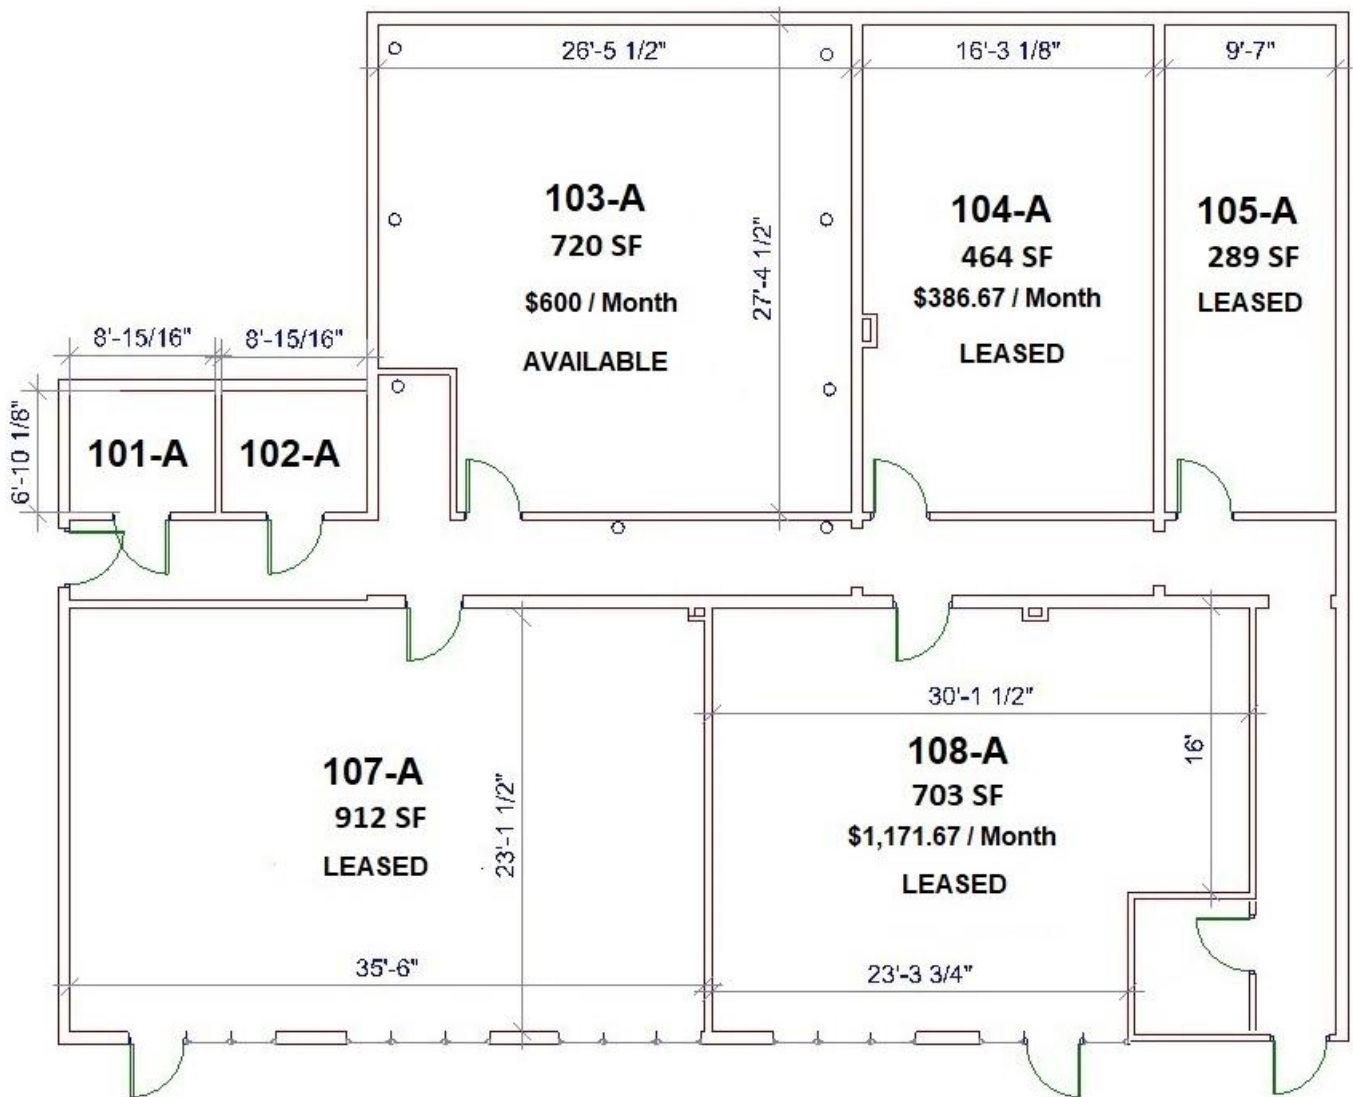 26'-5 1/2"
16'-3 1/8"
9'-7"
103-A
720 SF
$600 / Month
AVAILABLE
27'-4 1/2"
104-A
464 SF
$386.67 / Month
LEASED
105-A
289 SF
LEASED
8'-15/16"
8'-15/16"
6'-10 1/8"
101-A
102-A
107-A
912 SF
LEASED
23'-1 1/2"
35'-6"
30'-1 1/2"
108-A
703 SF
$1,171.67 / Month
LEASED
16'
23'-3 3/4"